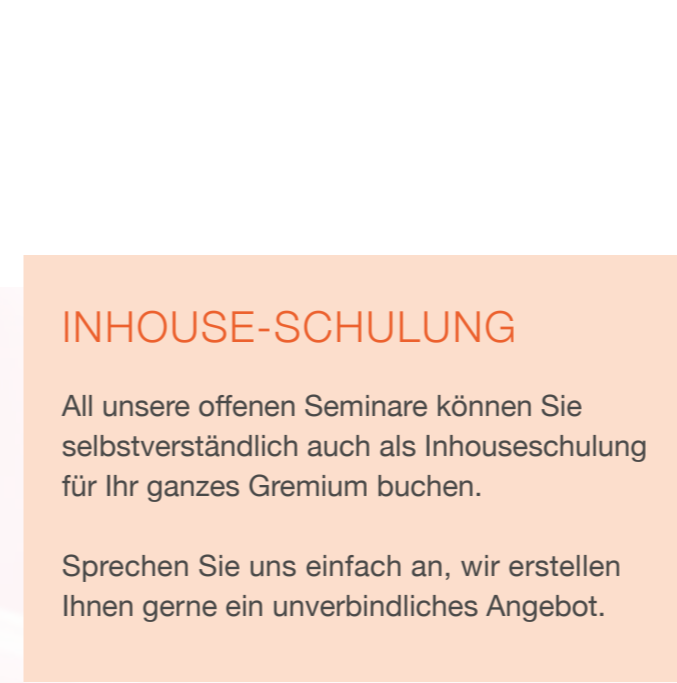 INHOUSE-SCHULUNG
All unsere offenen Seminare können Sie
selbstverständlich auch als Inhouseschulung
für Ihr ganzes Gremium buchen.
Sprechen Sie uns einfach an, wir erstellen
Ihnen gerne ein unverbindliches Angebot.